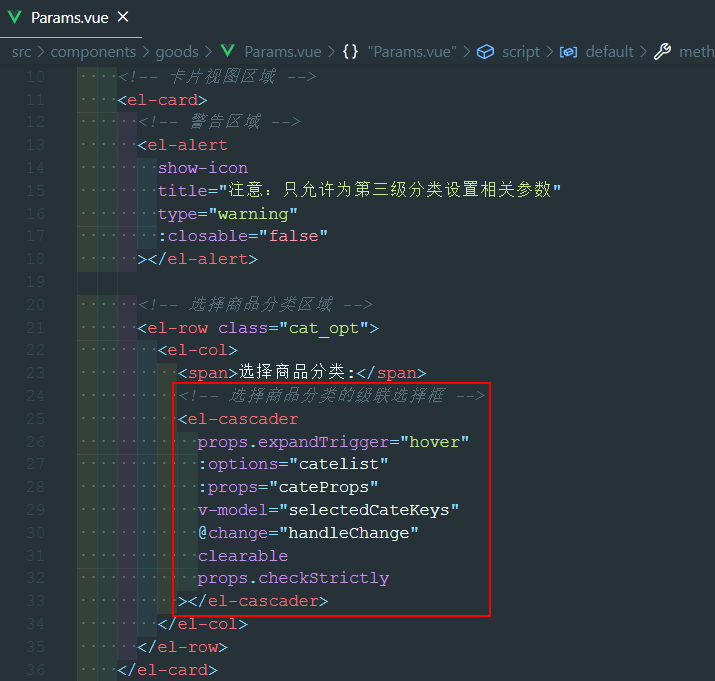 Params.vue
src > components > goods > Params.vue > {} "Params.vue" > script > default > meth
10 <!-- 卡片视图区域 -->
11 <el-card>
12 <!-- 警告区域 -->
13 <el-alert
14 show-icon
15 title="注意：只允许为第三级分类设置相关参数"
16 type="warning"
17 :closable="false"
18 ></el-alert>
19
20 <!-- 选择商品分类区域 -->
21 <el-row class="cat_opt">
22 <el-col>
23 <span>选择商品分类:</span>
24 <!-- 选择商品分类的级联选择框 -->
25 <el-cascader
26 props.expandTrigger="hover"
27 :options="catelist"
28 :props="cateProps"
29 v-model="selectedCateKeys"
30 @change="handleChange"
31 clearable
32 props.checkStrictly
33 ></el-cascader>
34 </el-col>
35 </el-row>
36 </el-card>